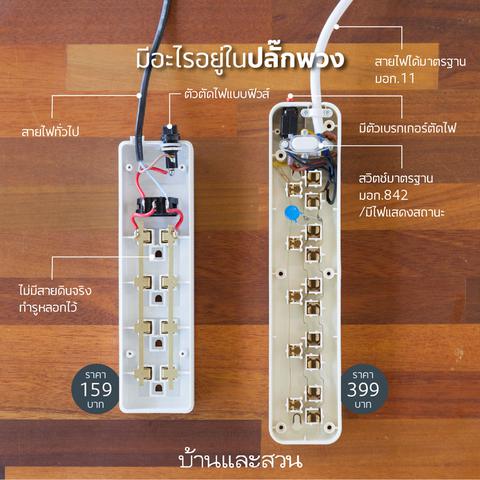 มีอะไรอยู่ในปลั๊กพวง
สายไฟได้มาตรฐาน
มอก.11
ตัวตัดไฟแบบฟิวส์
สายไฟทั่วไป
มีตัวเบรกเกอร์ตัดไฟ
สวิตช์มาตรฐาน
มอก.842
/มีไฟแสดงสถานะ
ไม่มีสายดินจริง
ทำรูหลอกไว้
ราคา
159
บาท
ราคา
399
บาท
บ้านและสวน